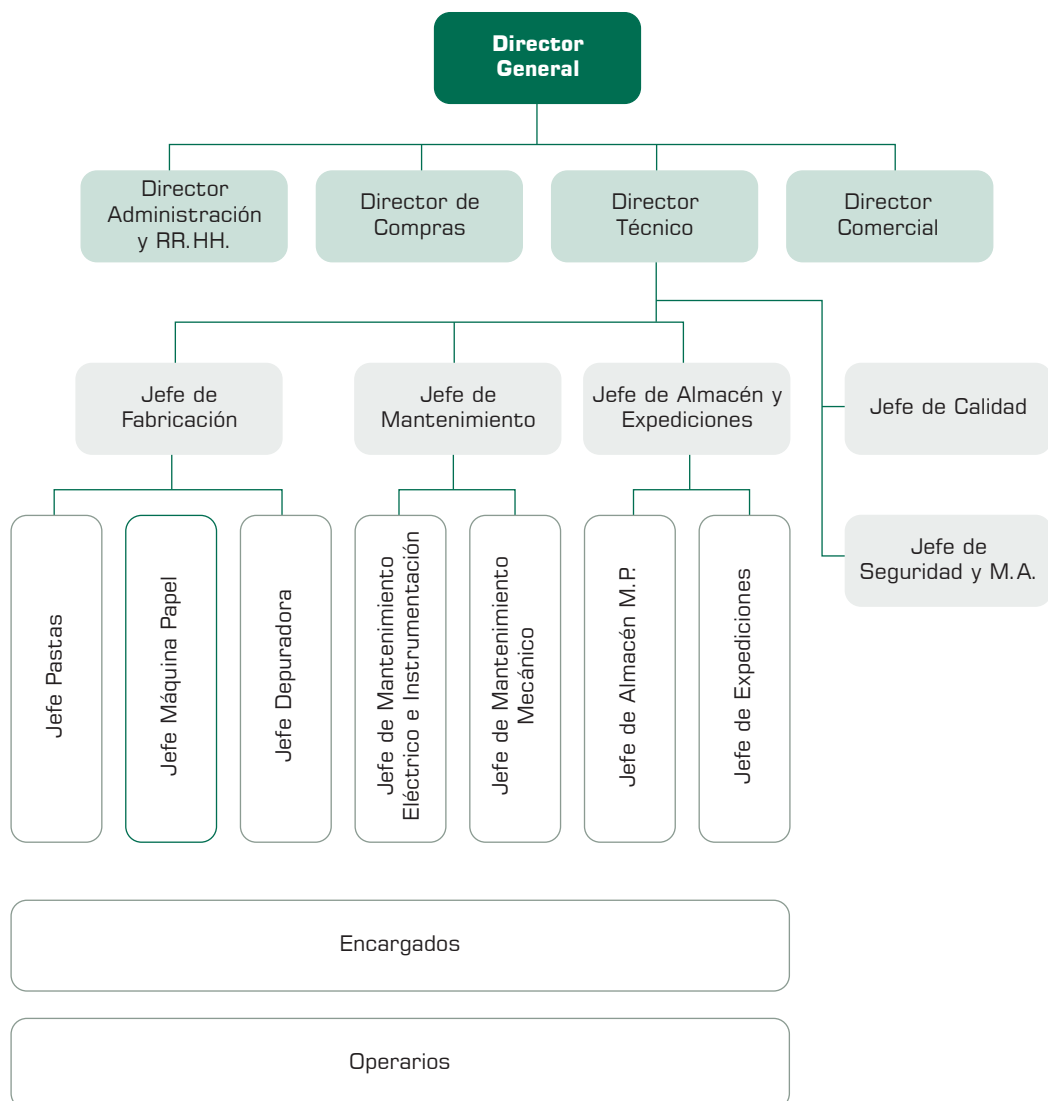 Director
General
Director
Administración
y RR.HH.
Director de
Compras
Director
Técnico
Director
Comercial
Jefe de
Fabricación
Jefe de
Mantenimiento
Jefe de Almacén y
Expediciones
Jefe de Calidad
Jefe de
Seguridad y M.A.
Jefe Pastas
Jefe Máquina Papel
Jefe Depuradora
Jefe de Mantenimiento
Eléctrico e Instrumentación
Jefe de Mantenimiento
Mecánico
Jefe de Almacén M.P.
Jefe de Expediciones
Encargados
Operarios